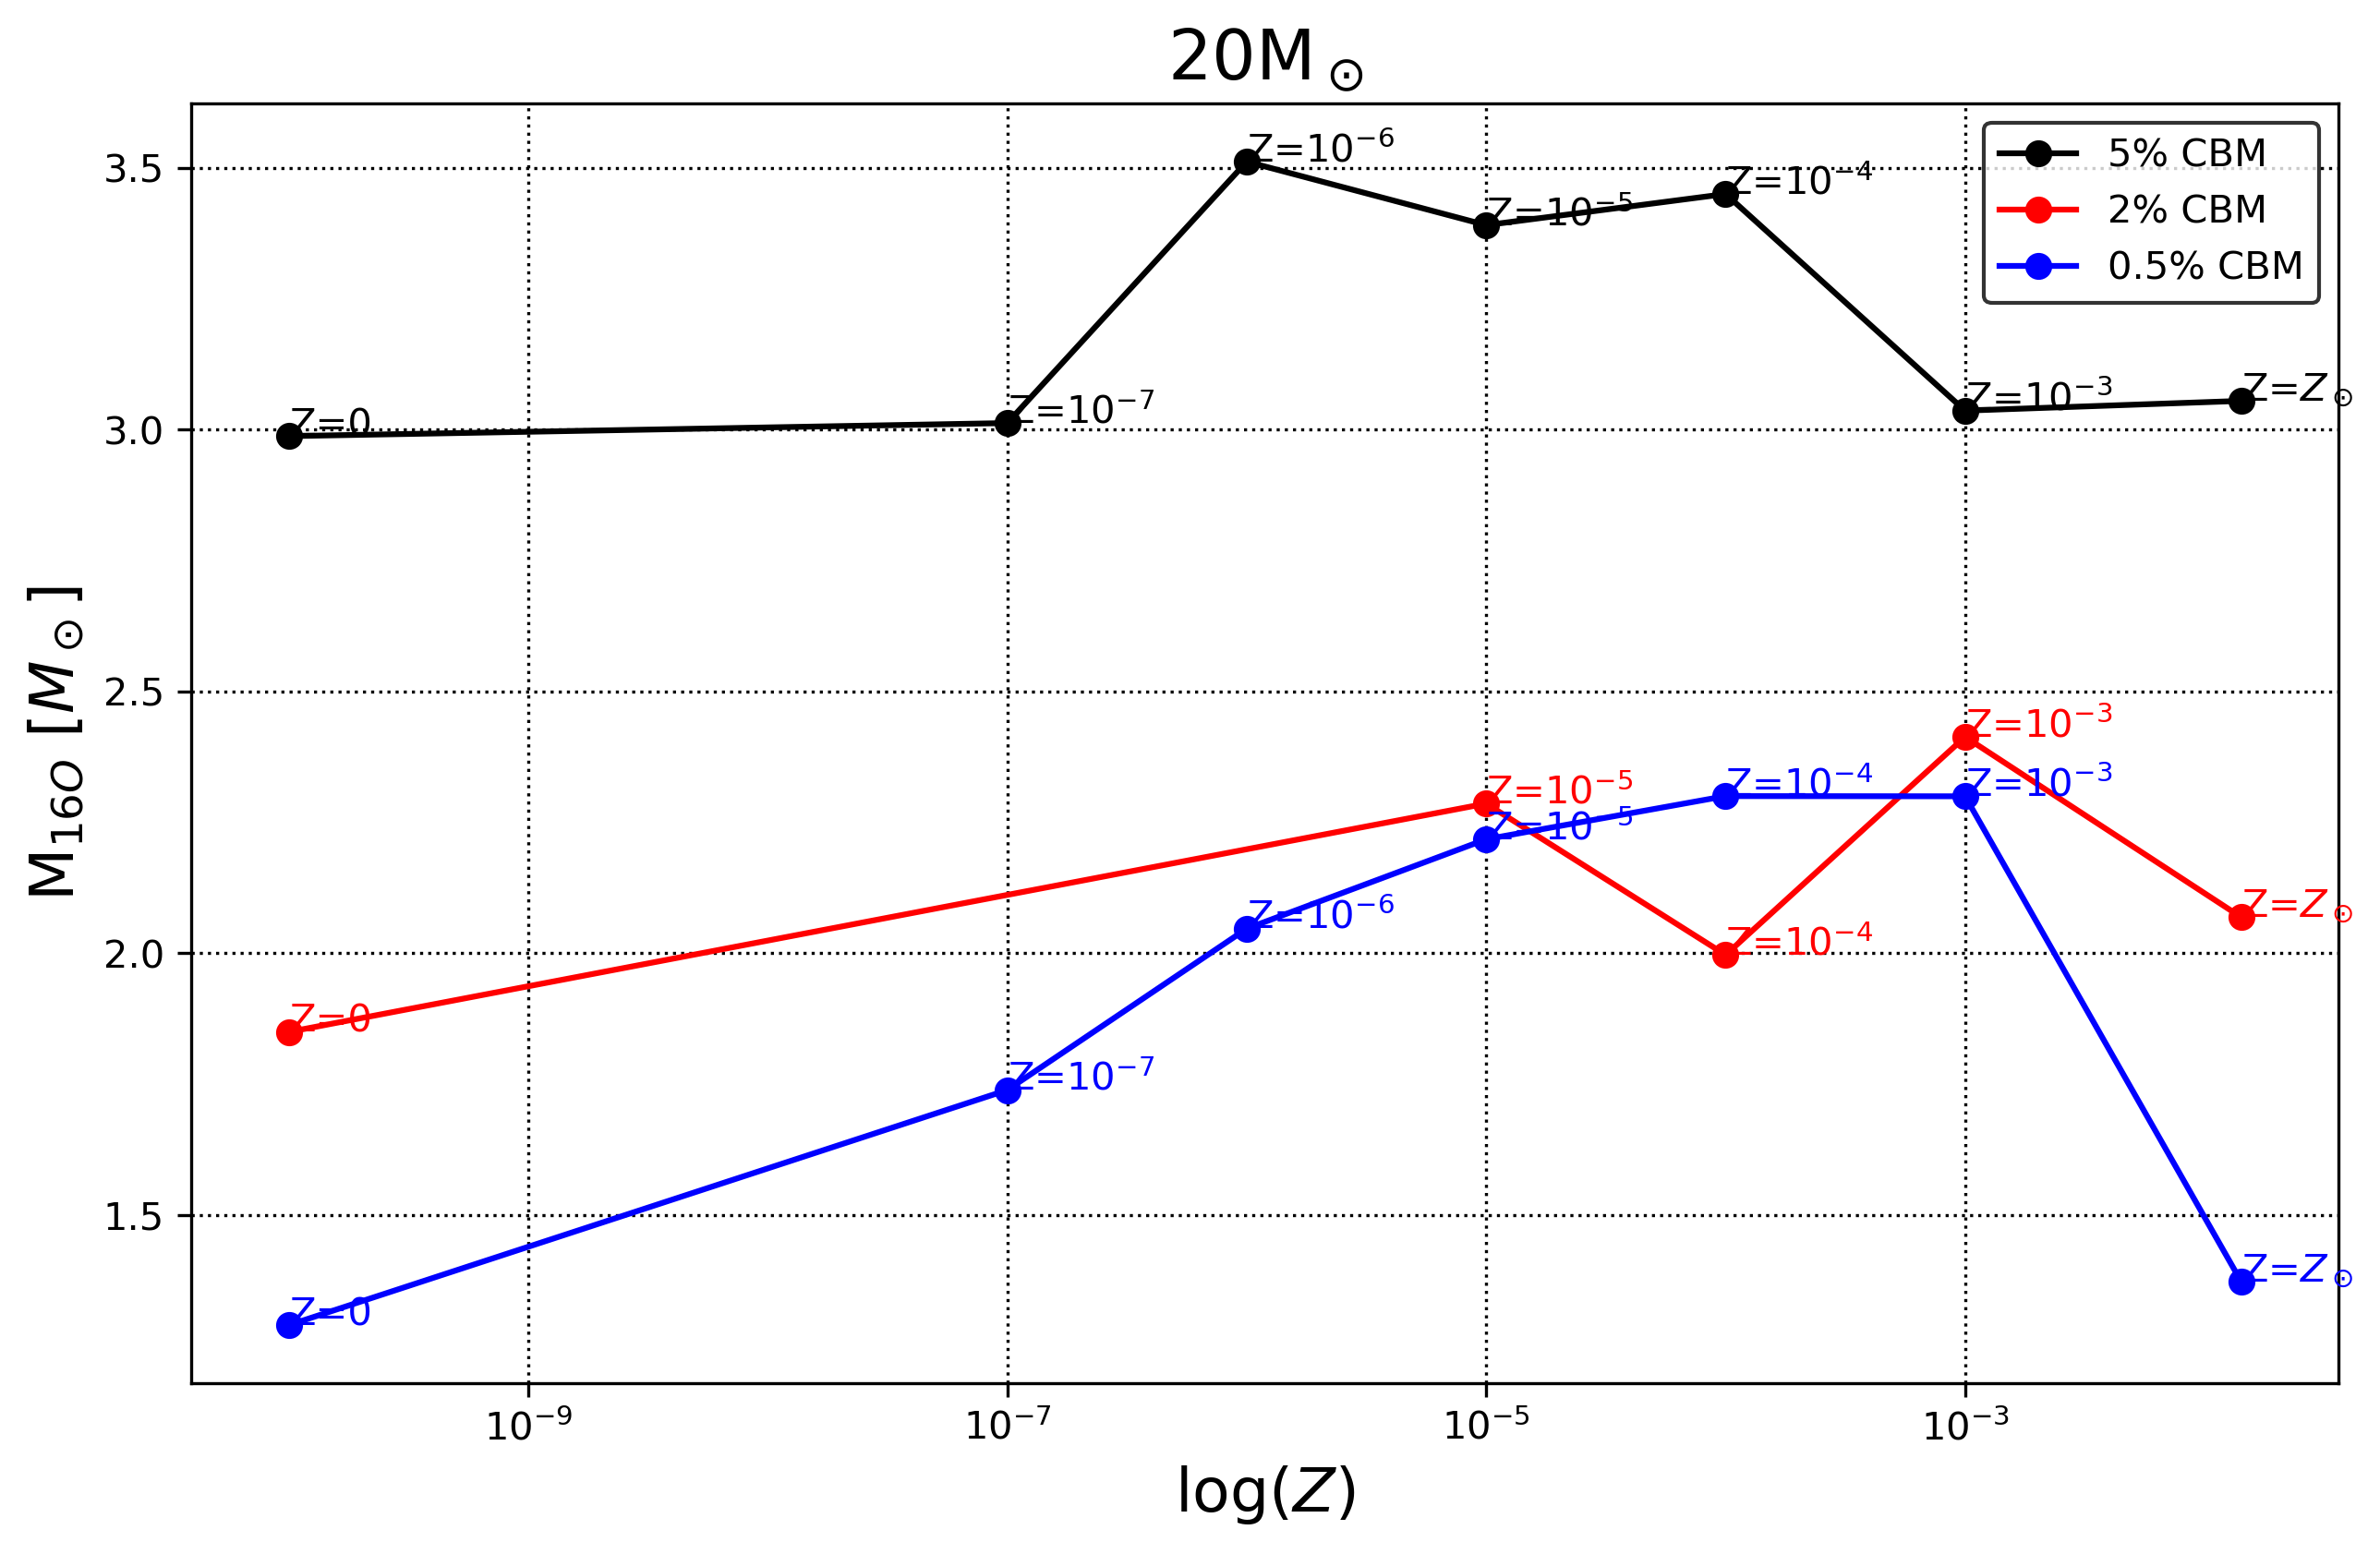 20M⊙
5% CBM
2% CBM
0.5% CBM
3.5
3.0
2.5
2.0
1.5
M₁₆O [M⊙]
Z=10⁻⁶
Z=10⁻⁴
Z=10⁻⁵
Z=0
Z=10⁻⁷
Z=10⁻³
Z=Z⊙
Z=10⁻³
Z=10⁻⁵
Z=10⁻⁴
Z=10⁻³
Z=10⁻⁵
Z=10⁻⁶
Z=Z⊙
Z=10⁻⁴
Z=0
Z=10⁻⁷
Z=Z⊙
Z=0
10⁻⁹
10⁻⁷
10⁻⁵
10⁻³
log(Z)